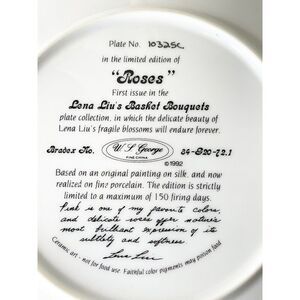 Plate No. 10325C
in the limited edition of
"Roses"
First issue in the
Lena Liu's Basket Bouquets
plate collection, in which the delicate beauty of
Lena Liu's fragile blossoms will endure forever.
Bradex No. W. S. George 84-G20-72.1
FINE CHINA
©1992
Based on an original painting on silk, and now
realized on fine porcelain. The edition is strictly
limited to a maximum of 150 firing days.
Pink is one of my favorite colors,
and delicate roses offer nature's
most brilliant expression of its
subtlety and softness
Lena Liu
Ceramic art - not for food use. Faithful color pigments may poison food